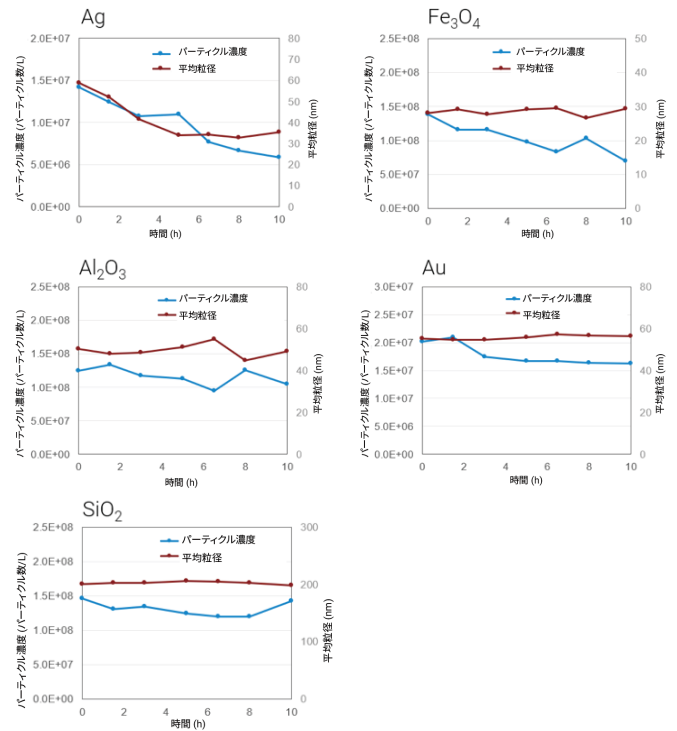 Ag
2.0E+07
1.5E+07
1.0E+07
5.0E+06
0.0E+00
パーティクル濃度 (パーティクル数/L)
パーティクル濃度
平均粒径
80
70
60
50
40
30
20
10
0
平均粒径 (nm)
0 2 4 6 8 10
時間 (h)
Fe3O4
2.5E+08
2.0E+08
1.5E+08
1.0E+08
5.0E+07
0.0E+00
パーティクル濃度 (パーティクル数/L)
パーティクル濃度
平均粒径
50
40
30
20
10
0
平均粒径 (nm)
0 2 4 6 8 10
時間 (h)
Al2O3
2.5E+08
2.0E+08
1.5E+08
1.0E+08
5.0E+07
0.0E+00
パーティクル濃度 (パーティクル数/L)
パーティクル濃度
平均粒径
80
60
40
20
0
平均粒径 (nm)
0 2 4 6 8 10
時間 (h)
Au
3.0E+07
2.5E+07
2.0E+07
1.5E+07
1.0E+07
5.0E+06
0.0E+00
パーティクル濃度 (パーティクル数/L)
パーティクル濃度
平均粒径
80
60
40
20
0
平均粒径 (nm)
0 2 4 6 8 10
時間 (h)
SiO2
2.5E+08
2.0E+08
1.5E+08
1.0E+08
5.0E+07
0.0E+00
パーティクル濃度 (パーティクル数/L)
パーティクル濃度
平均粒径
300
200
100
0
平均粒径 (nm)
0 2 4 6 8 10
時間 (h)